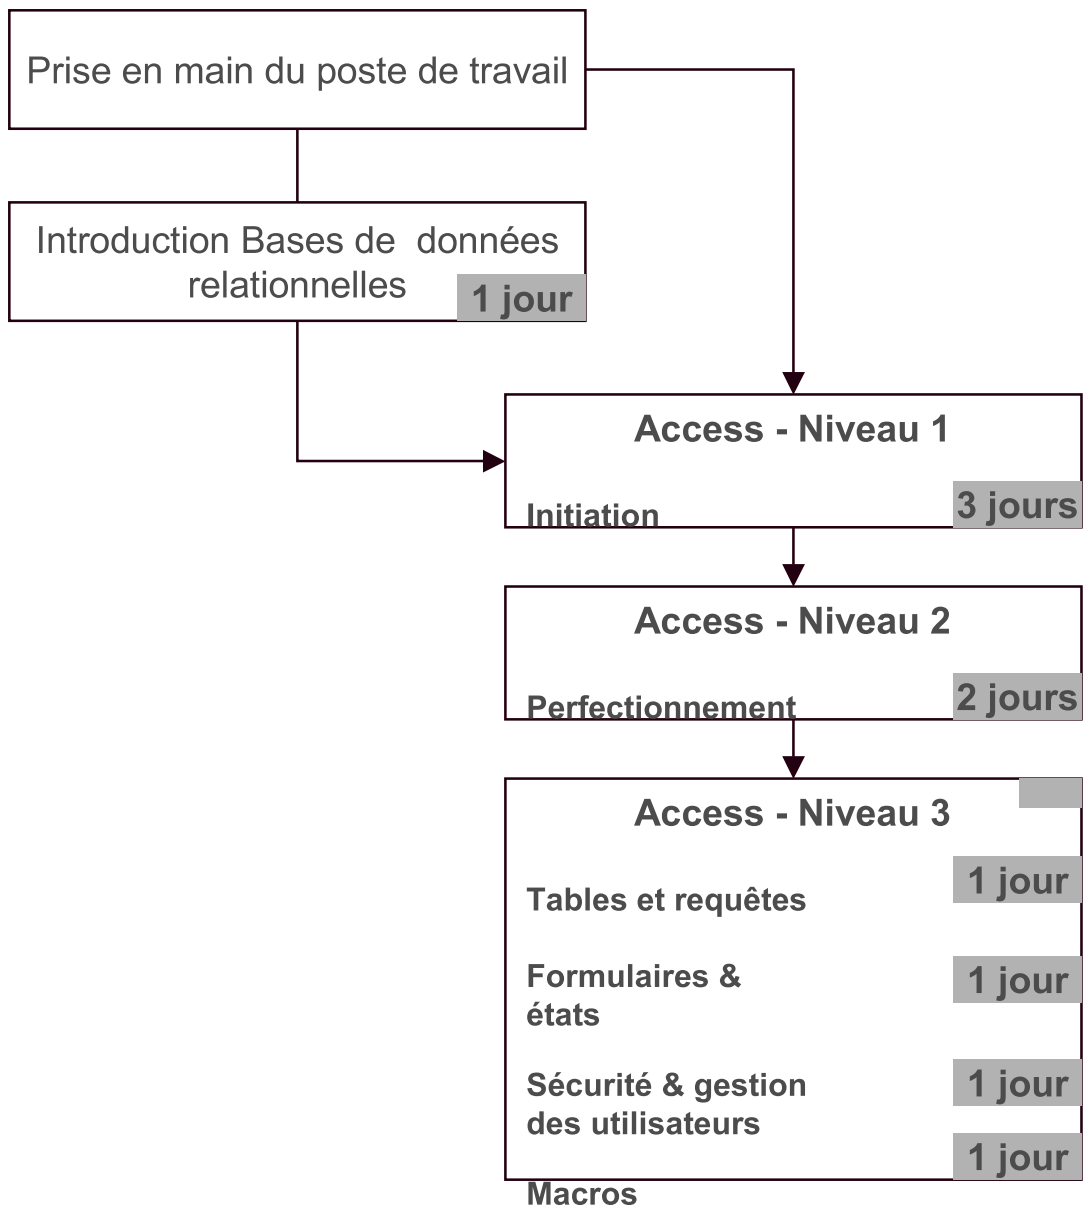 Prise en main du poste de travail
Introduction Bases de  données
relationnelles
1 jour
Access - Niveau 1
Initiation
3 jours
Access - Niveau 2
Perfectionnement
2 jours
Access - Niveau 3
Tables et requêtes
1 jour
Formulaires &
états
1 jour
Sécurité & gestion
des utilisateurs
1 jour
Macros
1 jour